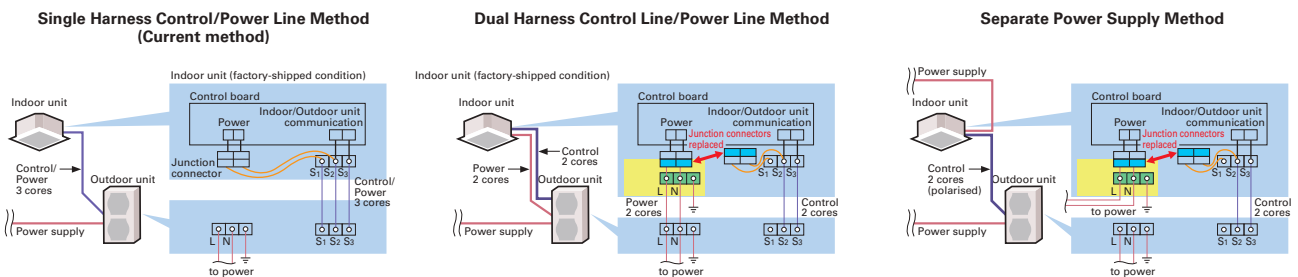 Single Harness Control/Power Line Method
(Current method)
Indoor unit (factory-shipped condition)
Indoor unit
Control board
Indoor/Outdoor unit
communication
Power
Junction
connector
S1 S2 S3
Control/
Power
3 cores
Outdoor unit
Control/
Power
3 cores
Power supply
L N
S1 S2 S3
to power
Dual Harness Control Line/Power Line Method
Indoor unit (factory-shipped condition)
Indoor unit
Control board
Indoor/Outdoor unit
communication
Power
Junction connectors
replaced
Control
2 cores
Power
2 cores
S1 S2 S3
Outdoor unit
L N
Power
2 cores
Control
2 cores
Power supply
L N
S1 S2 S3
to power
Separate Power Supply Method
Power supply
Indoor unit
Control board
Indoor/Outdoor unit
communication
Power
Junction connectors
replaced
Control
2 cores
(polarised)
S1 S2 S3
Outdoor unit
L N
to power
Control
2 cores
Power supply
L N
S1 S2 S3
to power